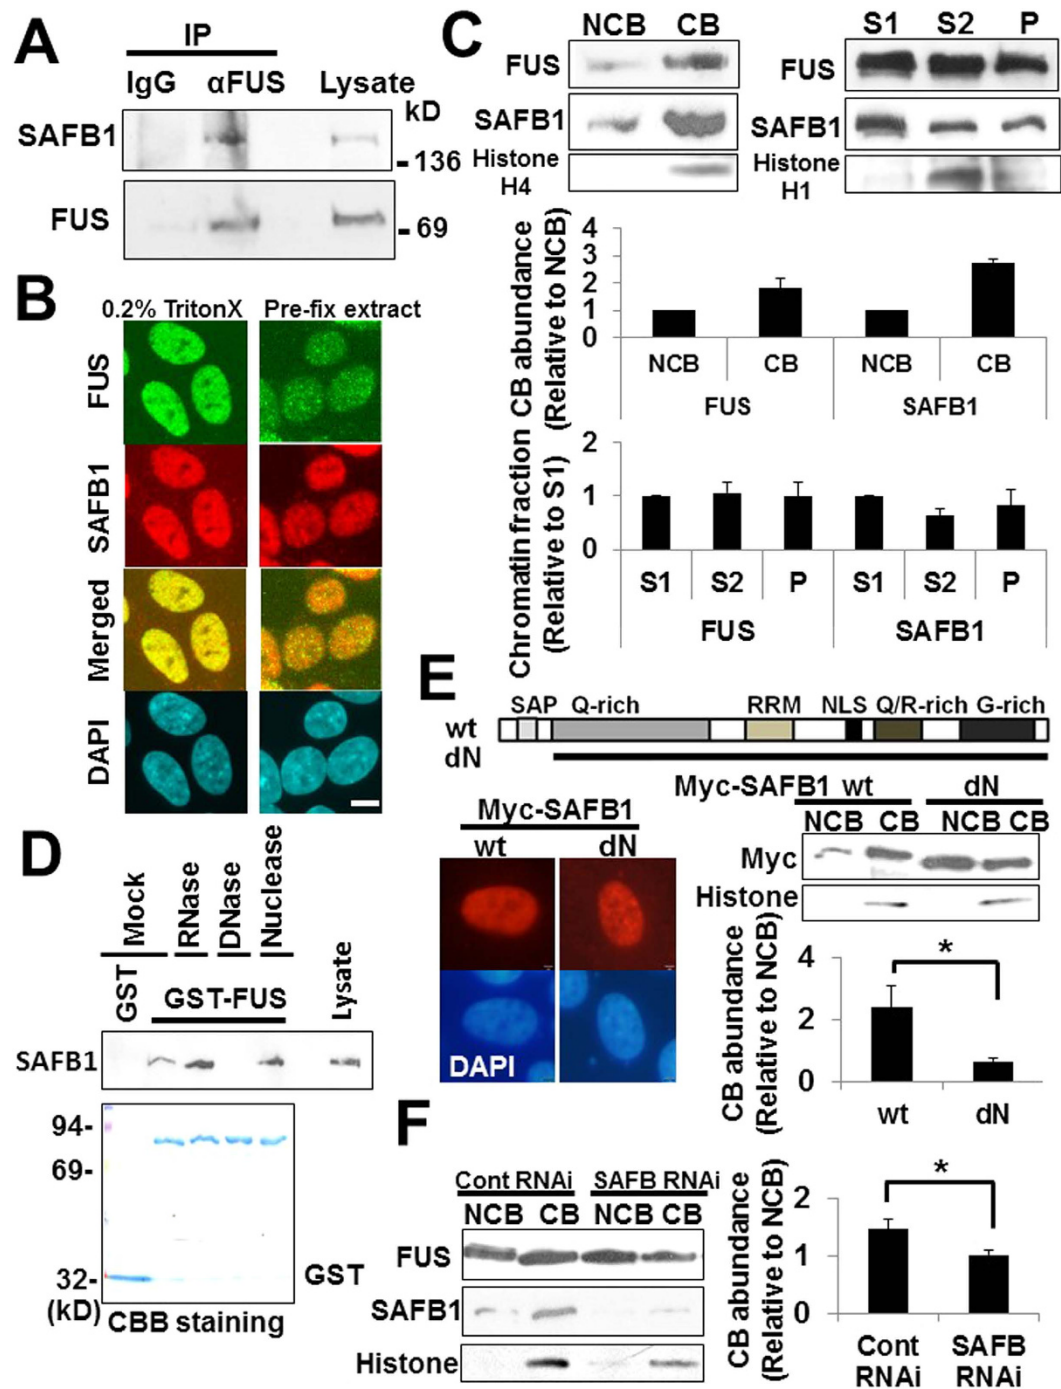 A
IP
IgG αFUS Lysate
kD
SAFB1
136
FUS
69
B
0.2% TritonX Pre-fix extract
FUS
SAFB1
Merged
DAPI
C
NCB CB
FUS
SAFB1
Histone
H4
S1 S2 P
FUS
SAFB1
Histone
H1
CB abundance
(Relative to NCB)
4
3
2
1
0
NCB CB NCB CB
FUS SAFB1
Chromatin fraction
(Relative to S1)
2
1
0
S1 S2 P S1 S2 P
FUS SAFB1
D
Mock RNase DNase Nuclease
GST GST-FUS Lysate
SAFB1
94-
69-
32-
(kD)
GST
CBB staining
E
SAP Q-rich RRM NLS Q/R-rich G-rich
wt
dN
Myc-SAFB1
wt dN
DAPI
Myc-SAFB1 wt dN
NCB CB NCB CB
Myc
Histone
CB abundance
(Relative to NCB)
4
2
0
*
wt dN
F
Cont RNAi SAFB RNAi
NCB CB NCB CB
FUS
SAFB1
Histone
CB abundance
(Relative to NCB)
2
1
0
*
Cont SAFB
RNAi RNAi